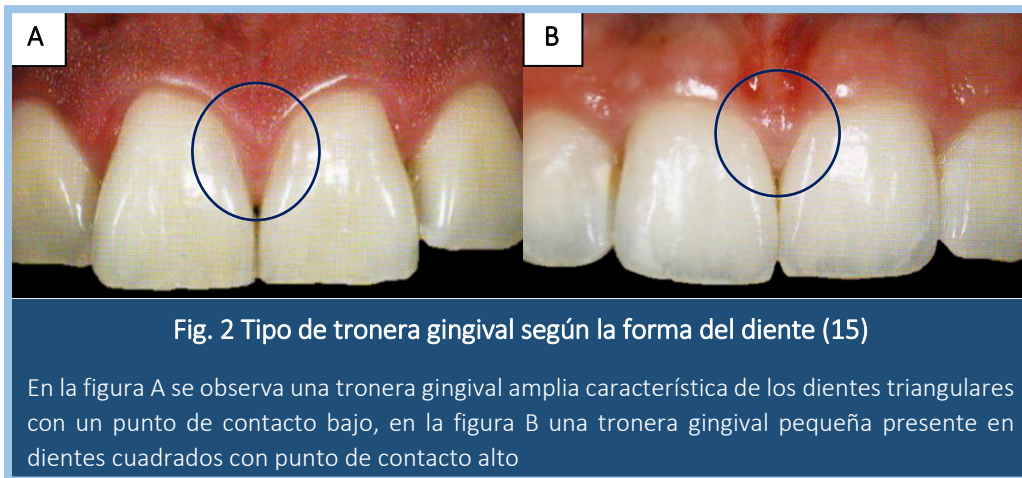 A
B
Fig. 2 Tipo de tronera gingival según la forma del diente (15)
En la figura A se observa una tronera gingival amplia característica de los dientes triangulares
con un punto de contacto bajo, en la figura B una tronera gingival pequeña presente en
dientes cuadrados con punto de contacto alto